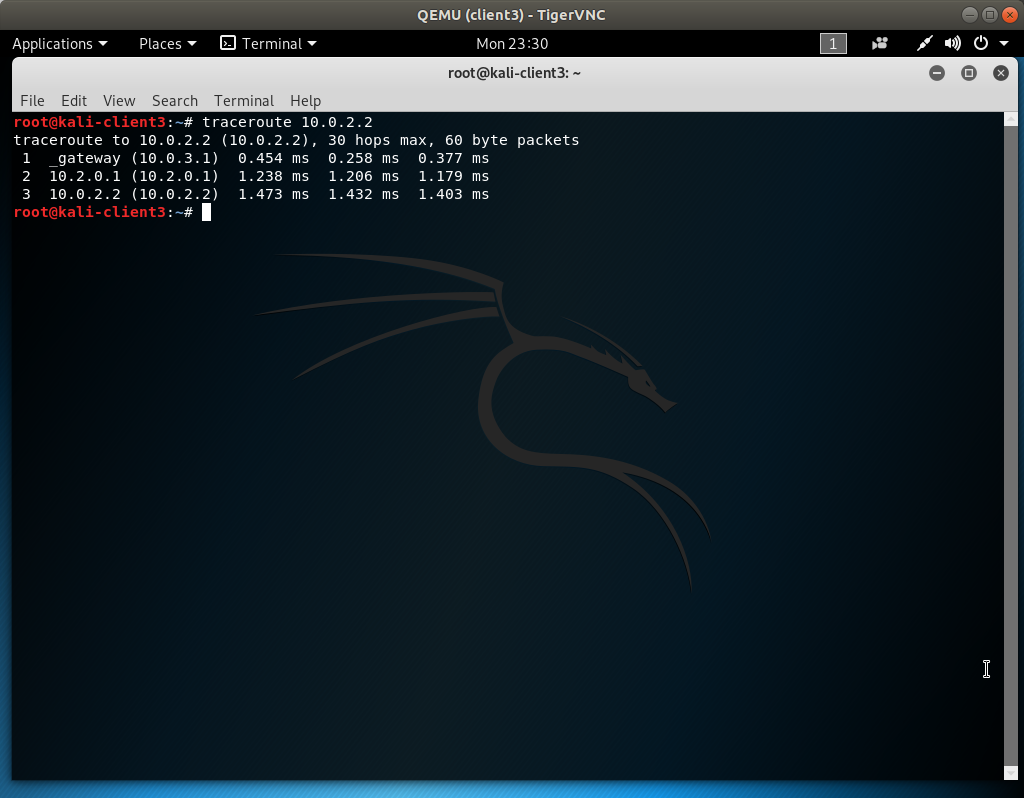 QEMU (client3) - TigerVNC
Applications Places Terminal Mon 23:30 1
root@kali-client3: ~
File Edit View Search Terminal Help
root@kali-client3:~# traceroute 10.0.2.2
traceroute to 10.0.2.2 (10.0.2.2), 30 hops max, 60 byte packets
 1  _gateway (10.0.3.1)  0.454 ms  0.258 ms  0.377 ms
 2  10.2.0.1 (10.2.0.1)  1.238 ms  1.206 ms  1.179 ms
 3  10.0.2.2 (10.0.2.2)  1.473 ms  1.432 ms  1.403 ms
root@kali-client3:~#